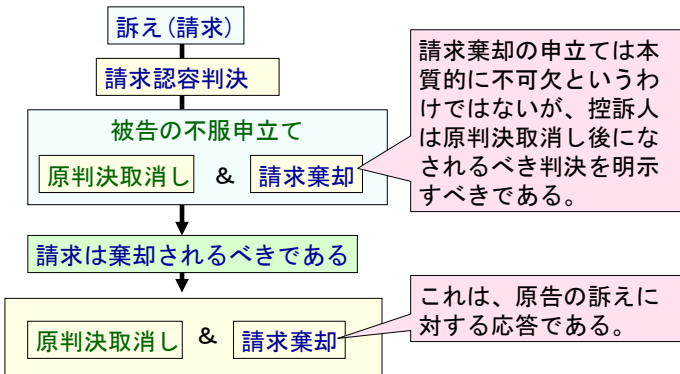 訴え(請求)
請求認容判決
被告の不服申立て
原判決取消し & 請求棄却
請求棄却の申立ては本
質的に不可欠というわ
けではないが、控訴人
は原判決取消し後にな
されるべき判決を明示
すべきである。
請求は棄却されるべきである
原判決取消し & 請求棄却
これは、原告の訴えに
対する応答である。